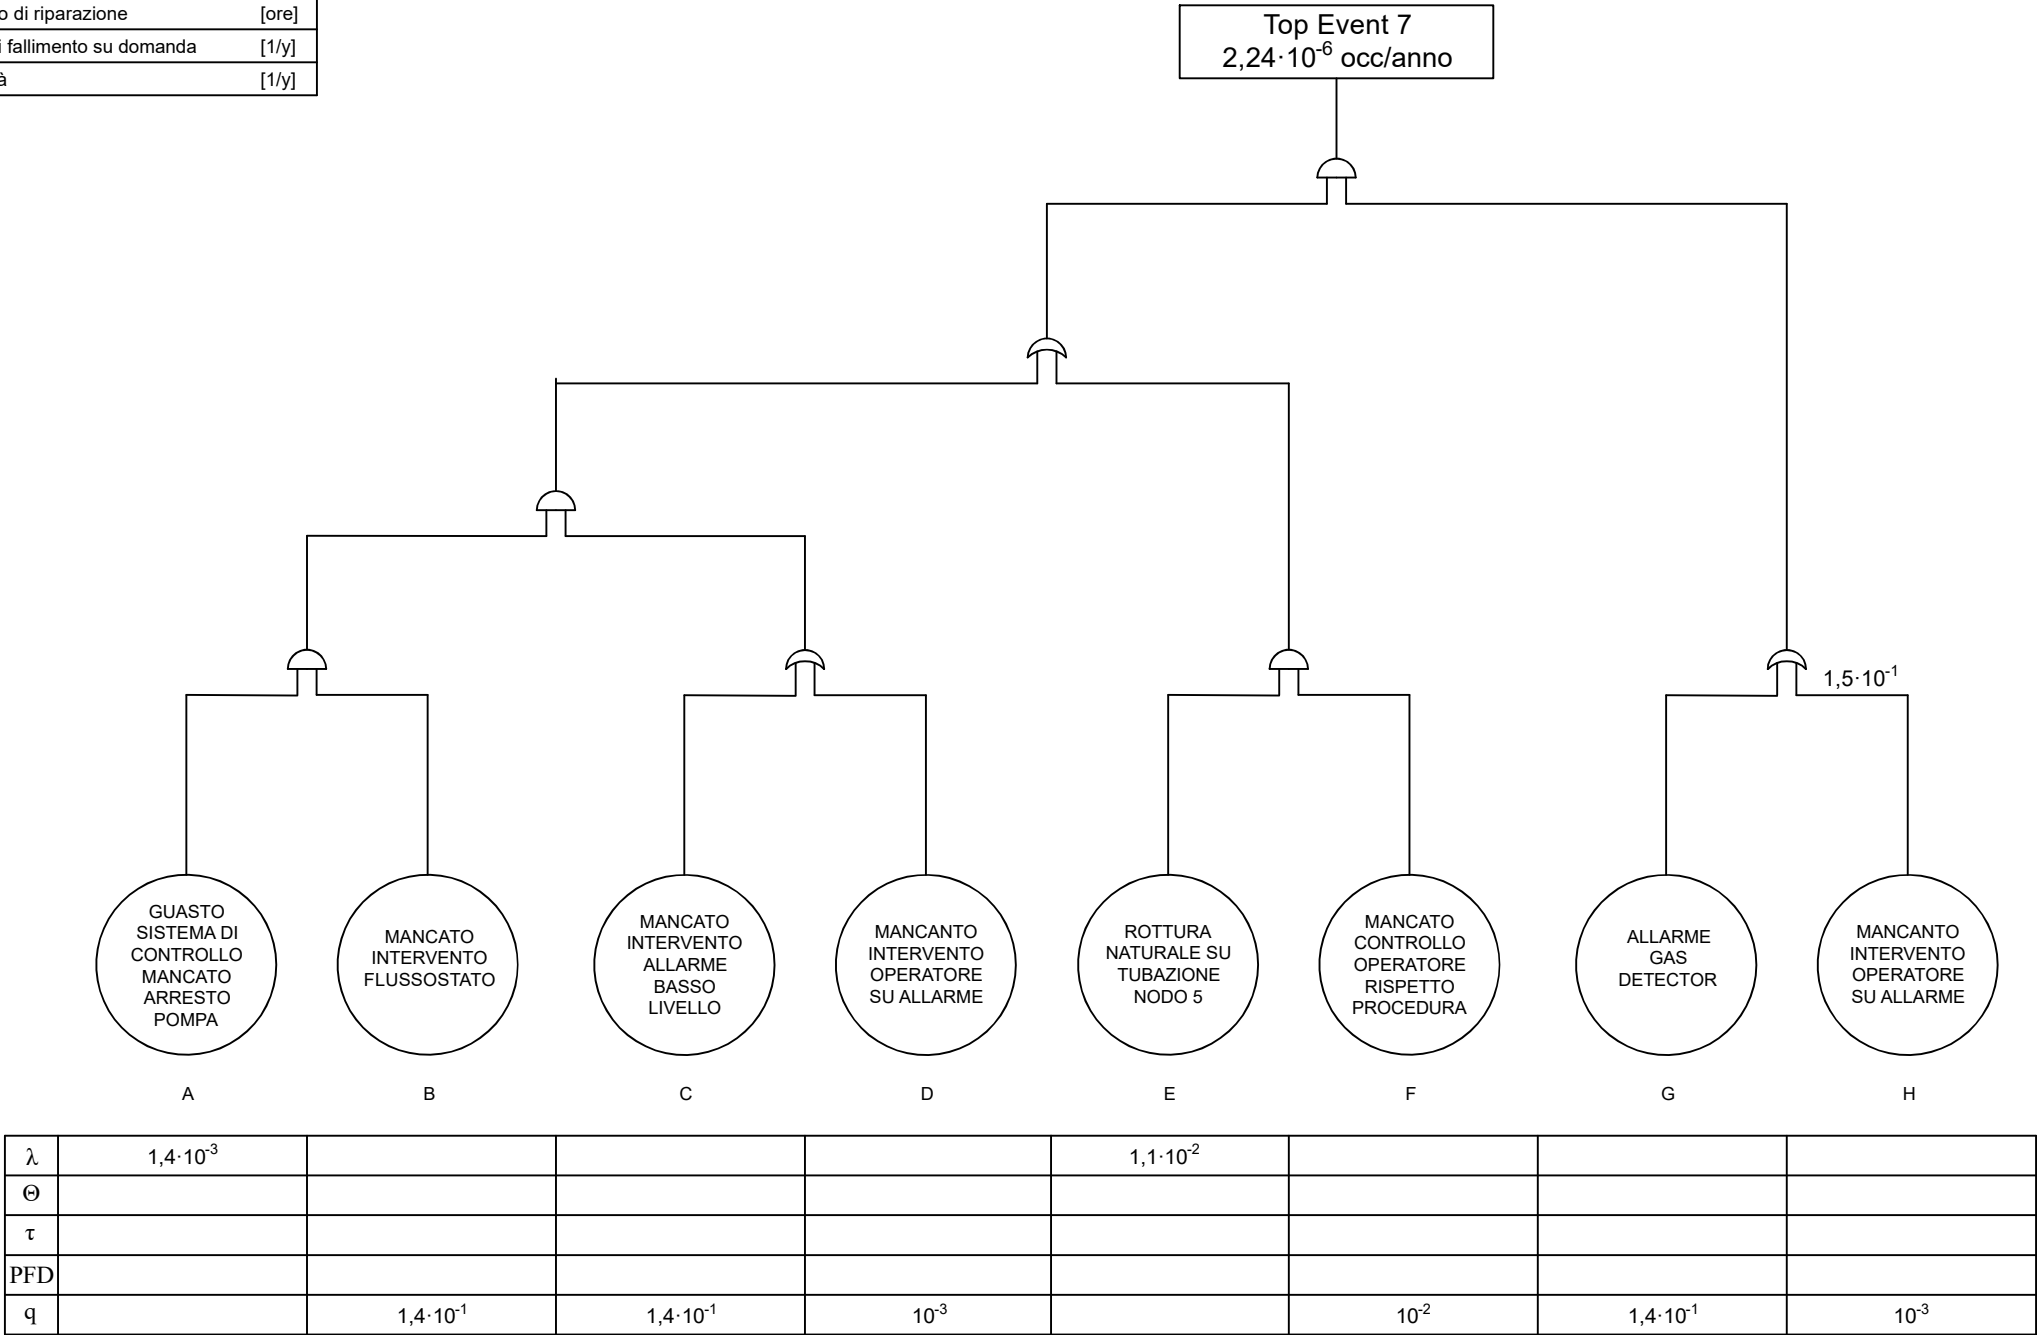 di riparazione [ore]
fallimento su domanda [1/y]
[1/y]
Top Event 7
2,24·10⁻⁶ occ/anno
1,5·10⁻¹
GUASTO
SISTEMA DI
CONTROLLO
MANCATO
ARRESTO
POMPA
MANCATO
INTERVENTO
FLUSSOSTATO
MANCATO
INTERVENTO
ALLARME
BASSO
LIVELLO
MANCANTO
INTERVENTO
OPERATORE
SU ALLARME
ROTTURA
NATURALE SU
TUBAZIONE
NODO 5
MANCATO
CONTROLLO
OPERATORE
RISPETTO
PROCEDURA
ALLARME
GAS
DETECTOR
MANCANTO
INTERVENTO
OPERATORE
SU ALLARME
A B C D E F G H
λ 1,4·10⁻³ 1,1·10⁻²
Θ
τ
PFD
q 1,4·10⁻¹ 1,4·10⁻¹ 10⁻³ 10⁻² 1,4·10⁻¹ 10⁻³